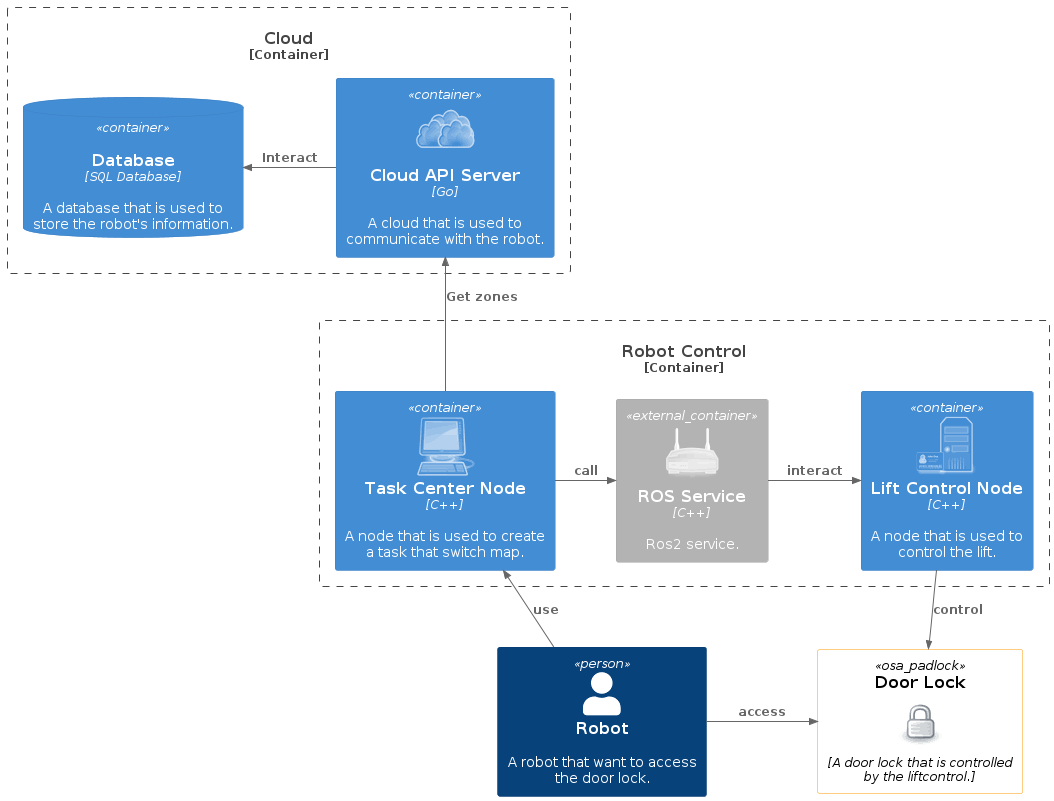 Cloud
[Container]
«container»
Database
[SQL Database]
A database that is used to
store the robot's information.
Interact
«container»
Cloud API Server
[Go]
A cloud that is used to
communicate with the robot.
Get zones
Robot Control
[Container]
«container»
Task Center Node
[C++]
A node that is used to create
a task that switch map.
call
«external_container»
ROS Service
[C++]
Ros2 service.
interact
«container»
Lift Control Node
[C++]
A node that is used to
control the lift.
use
control
«person»
Robot
A robot that want to access
the door lock.
access
«osa_padlock»
Door Lock
[A door lock that is controlled
by the liftcontrol.]